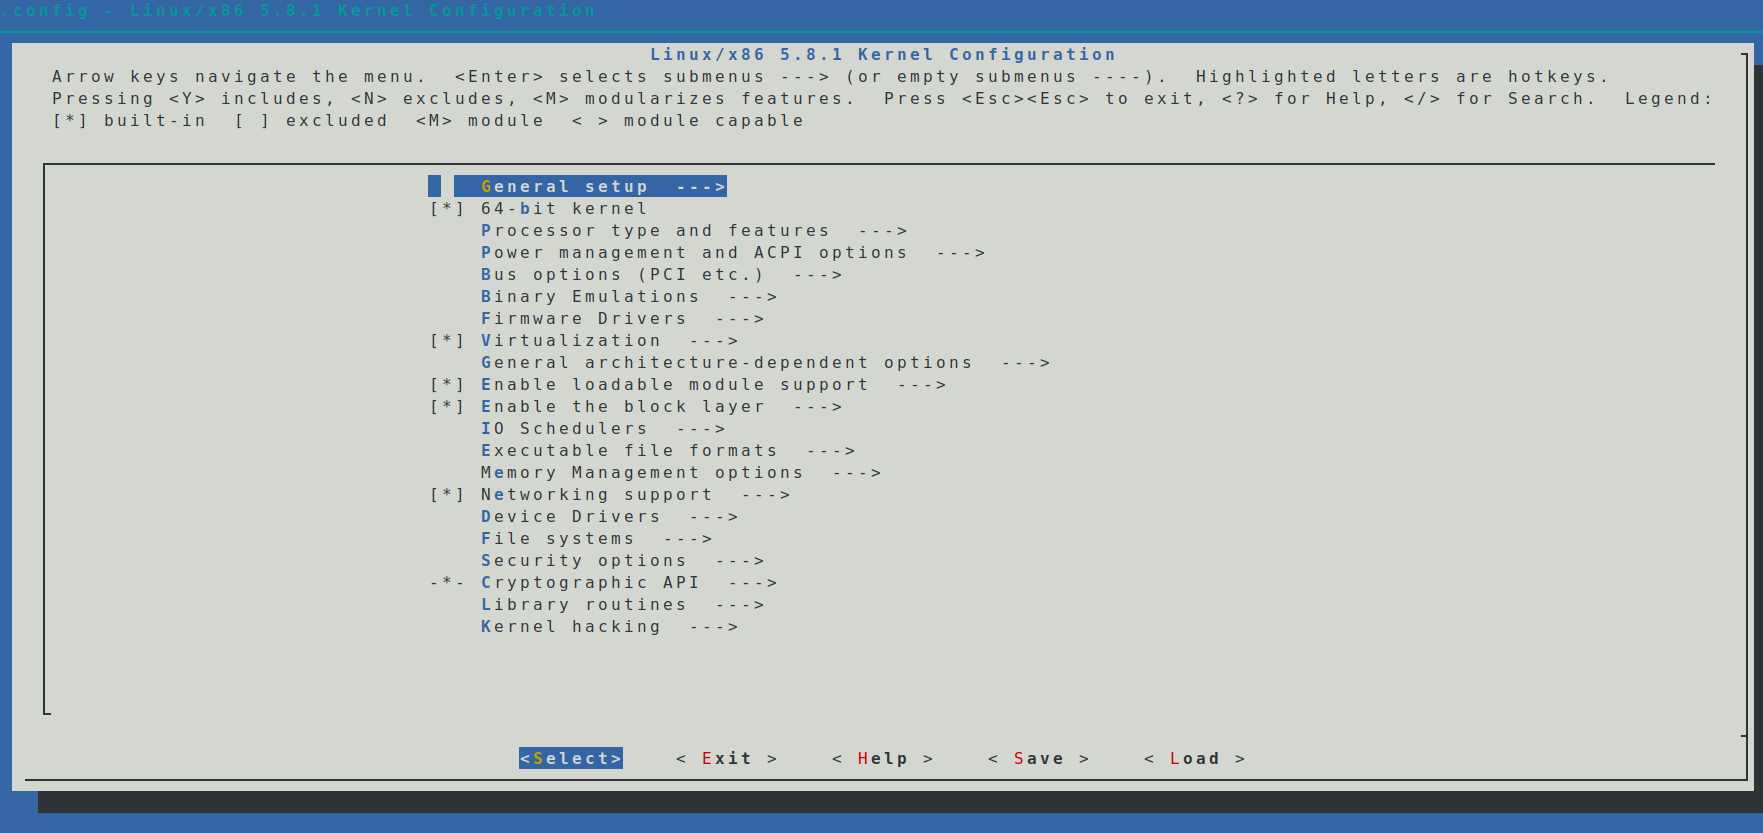 .config - Linux/x86 5.8.1 Kernel Configuration
Linux/x86 5.8.1 Kernel Configuration
Arrow keys navigate the menu.  <Enter> selects submenus ---> (or empty submenus ----).  Highlighted letters are hotkeys.
Pressing <Y> includes, <N> excludes, <M> modularizes features.  Press <Esc><Esc> to exit, <?> for Help, </> for Search.  Legend:
[*] built-in  [ ] excluded  <M> module  < > module capable
General setup  --->
[*] 64-bit kernel
Processor type and features  --->
Power management and ACPI options  --->
Bus options (PCI etc.)  --->
Binary Emulations  --->
Firmware Drivers  --->
[*] Virtualization  --->
General architecture-dependent options  --->
[*] Enable loadable module support  --->
[*] Enable the block layer  --->
IO Schedulers  --->
Executable file formats  --->
Memory Management options  --->
[*] Networking support  --->
Device Drivers  --->
File systems  --->
Security options  --->
-*- Cryptographic API  --->
Library routines  --->
Kernel hacking  --->
<Select>    < Exit >    < Help >    < Save >    < Load >